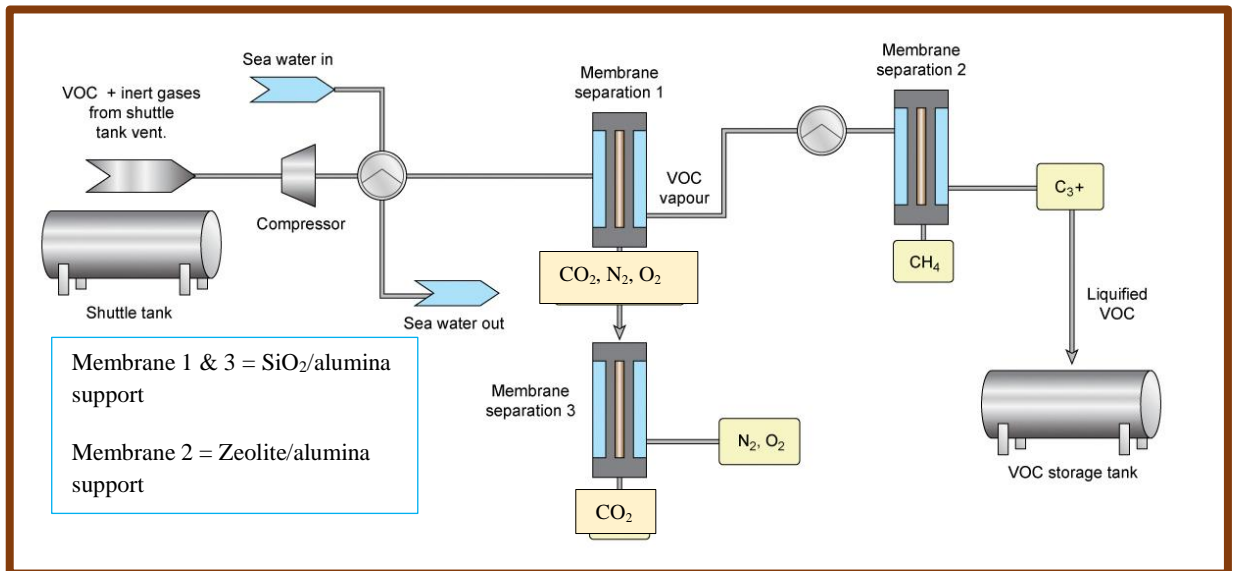 Sea water in
VOC + inert gases
from shuttle
tank vent.
Compressor
Shuttle tank
Sea water out
Membrane
separation 1
VOC
vapour
CO₂, N₂, O₂
Membrane
separation 2
C₃+
CH₄
Liquified
VOC
VOC storage tank
Membrane
separation 3
N₂, O₂
CO₂
Membrane 1 & 3 = SiO₂/alumina
support
Membrane 2 = Zeolite/alumina
support